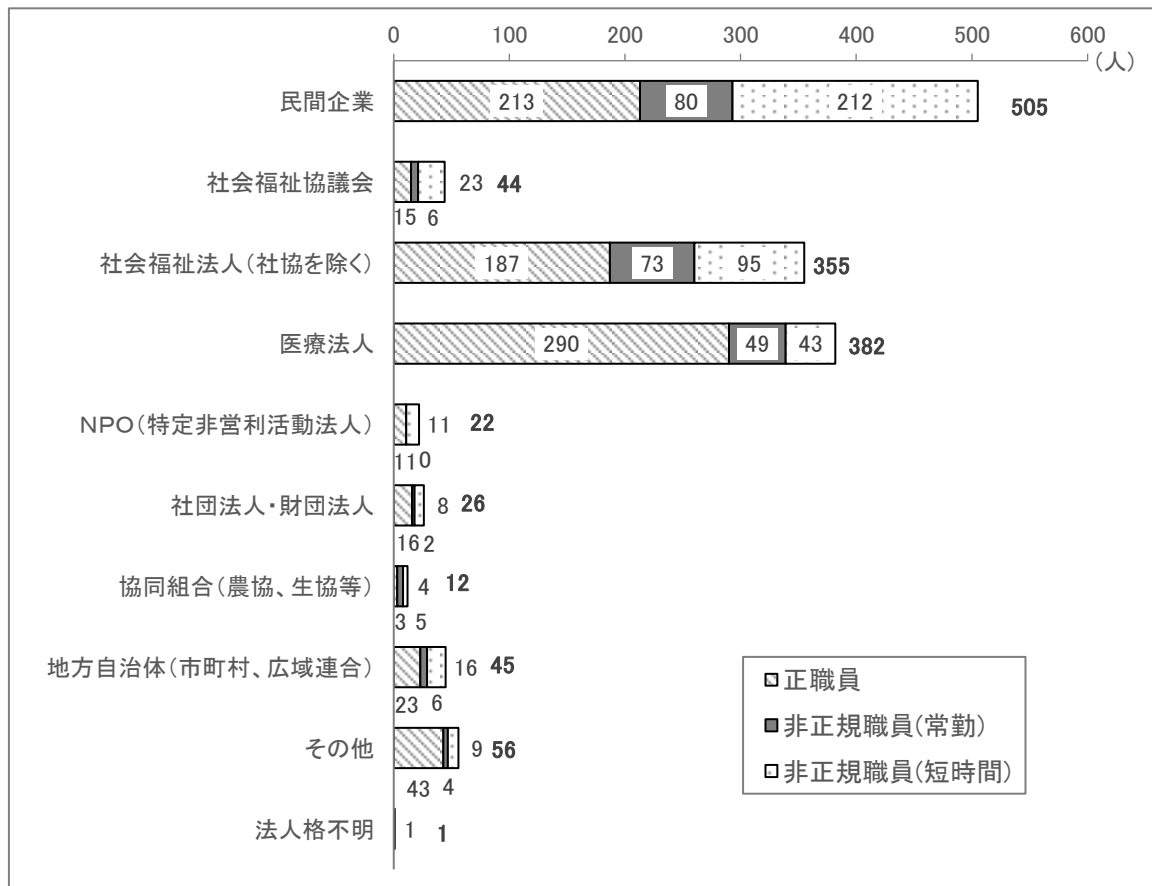 0 100 200 300 400 500 600
(人)
民間企業 213 80 212 505
社会福祉協議会 23 44
15 6
社会福祉法人(社協を除く) 187 73 95 355
医療法人 290 49 43 382
NPO(特定非営利活動法人) 11 22
11 0
社団法人・財団法人 8 26
16 2
協同組合(農協、生協等) 4 12
3 5
地方自治体(市町村、広域連合) 16 45
23 6
その他 9 56
43 4
法人格不明 1 1
正職員
非正規職員(常勤)
非正規職員(短時間)